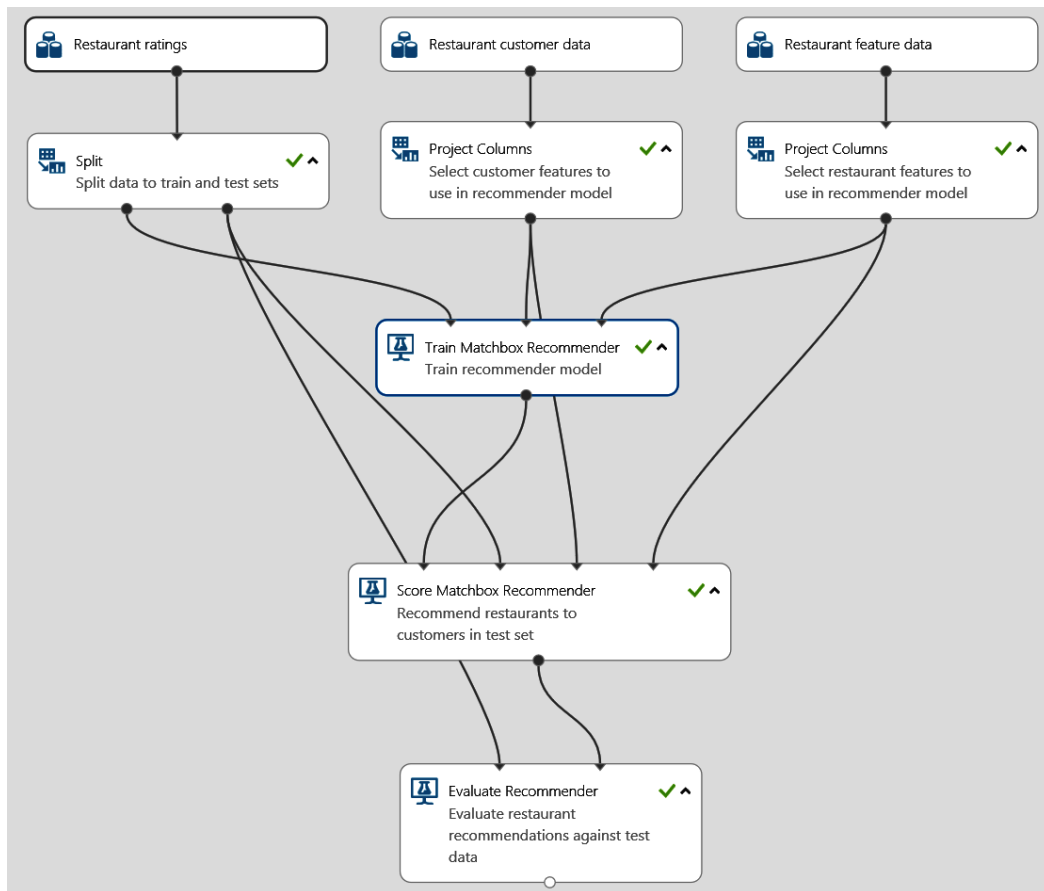 Restaurant ratings
Restaurant customer data
Restaurant feature data
Split
Split data to train and test sets
Project Columns
Select customer features to
use in recommender model
Project Columns
Select restaurant features to
use in recommender model
Train Matchbox Recommender
Train recommender model
Score Matchbox Recommender
Recommend restaurants to
customers in test set
Evaluate Recommender
Evaluate restaurant
recommendations against test
data